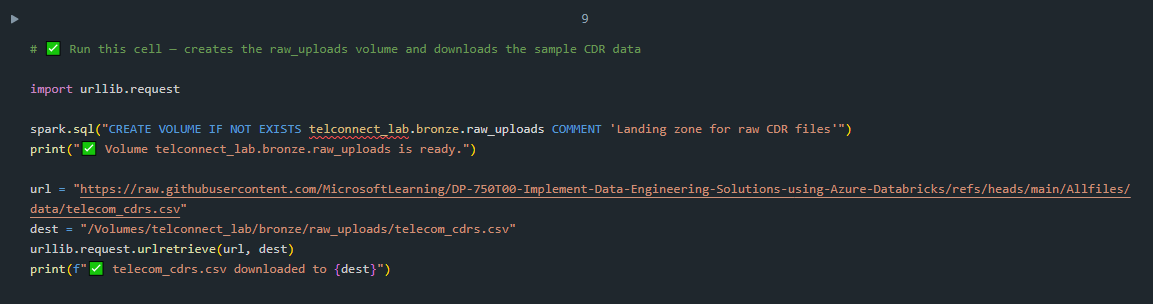 9
# ✅ Run this cell — creates the raw_uploads volume and downloads the sample CDR data
import urllib.request
spark.sql("CREATE VOLUME IF NOT EXISTS telconnect_lab.bronze.raw_uploads COMMENT 'Landing zone for raw CDR files'")
print("✅ Volume telconnect_lab.bronze.raw_uploads is ready.")
url = "https://raw.githubusercontent.com/MicrosoftLearning/DP-750T00-Implement-Data-Engineering-Solutions-using-Azure-Databricks/refs/heads/main/Allfiles/
data/telecom_cdrs.csv"
dest = "/Volumes/telconnect_lab/bronze/raw_uploads/telecom_cdrs.csv"
urllib.request.urlretrieve(url, dest)
print(f"✅ telecom_cdrs.csv downloaded to {dest}")